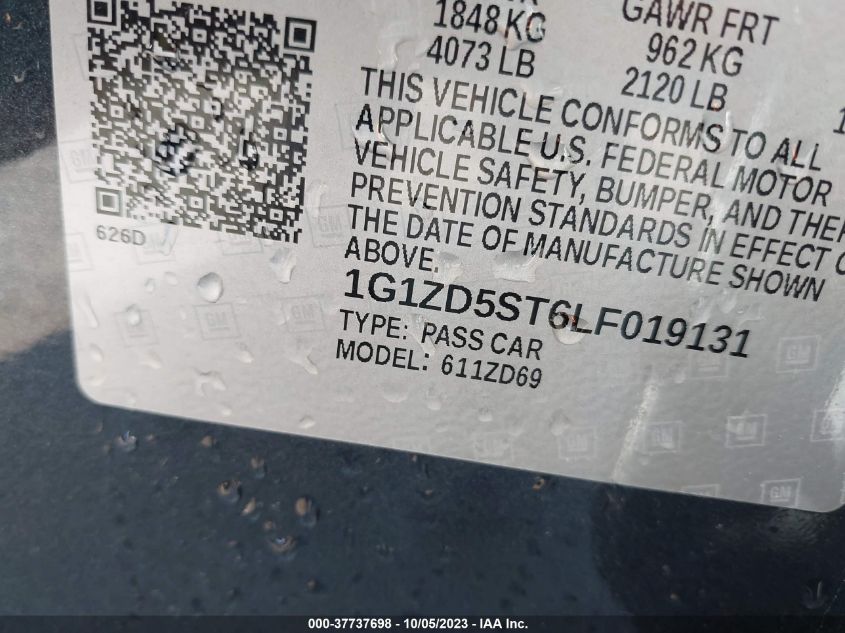 1848 KG
4073 LB
GAWR FRT
962 KG
2120 LB
THIS VEHICLE CONFORMS TO ALL
APPLICABLE U.S. FEDERAL MOTOR
VEHICLE SAFETY, BUMPER, AND THEF
PREVENTION STANDARDS IN EFFECT O
THE DATE OF MANUFACTURE SHOWN
ABOVE.
1G1ZD5ST6LF019131
TYPE: PASS CAR
MODEL: 611ZD69
626D
GM
000-37737698 - 10/05/2023 - IAA Inc.